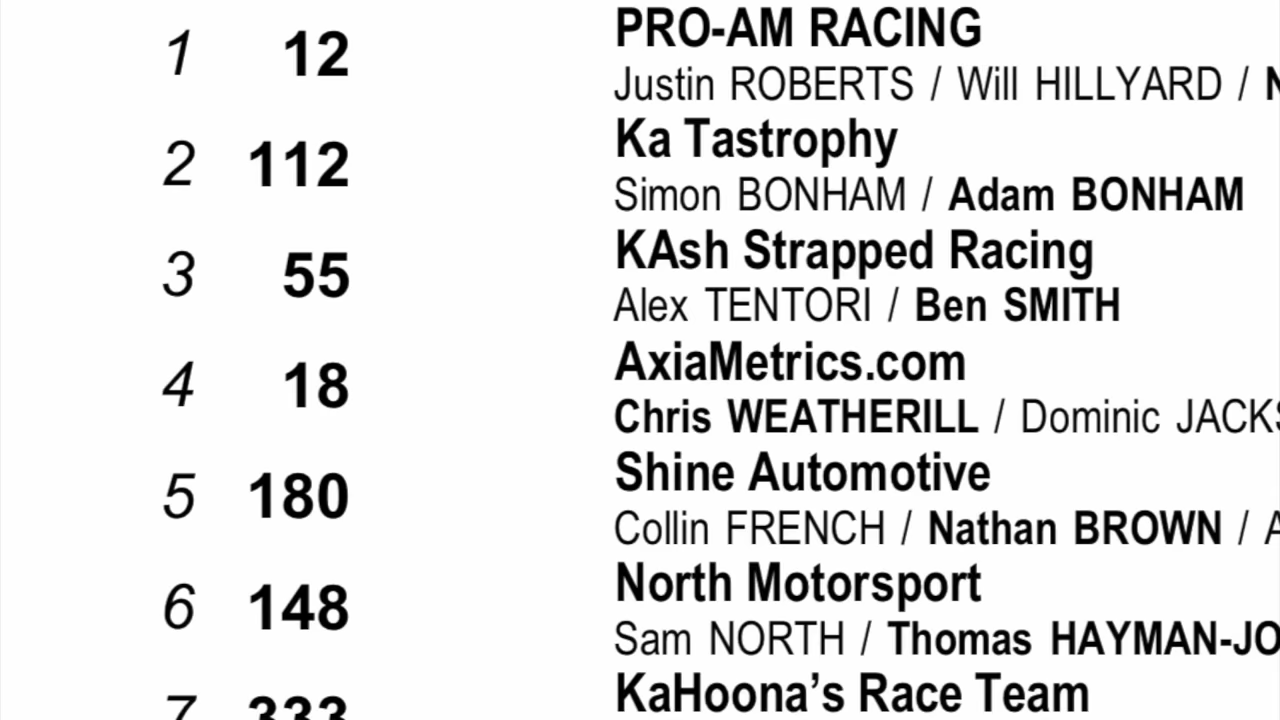 1 12 PRO-AM RACING
Justin ROBERTS / Will HILLYARD /
2 112 Ka Tastrophy
Simon BONHAM / Adam BONHAM
3 55 KAsh Strapped Racing
Alex TENTORI / Ben SMITH
4 18 AxiaMetrics.com
Chris WEATHERILL / Dominic
5 180 Shine Automotive
Collin FRENCH / Nathan BROWN /
6 148 North Motorsport
Sam NORTH / Thomas
7 333 KaHoona’s Race Team